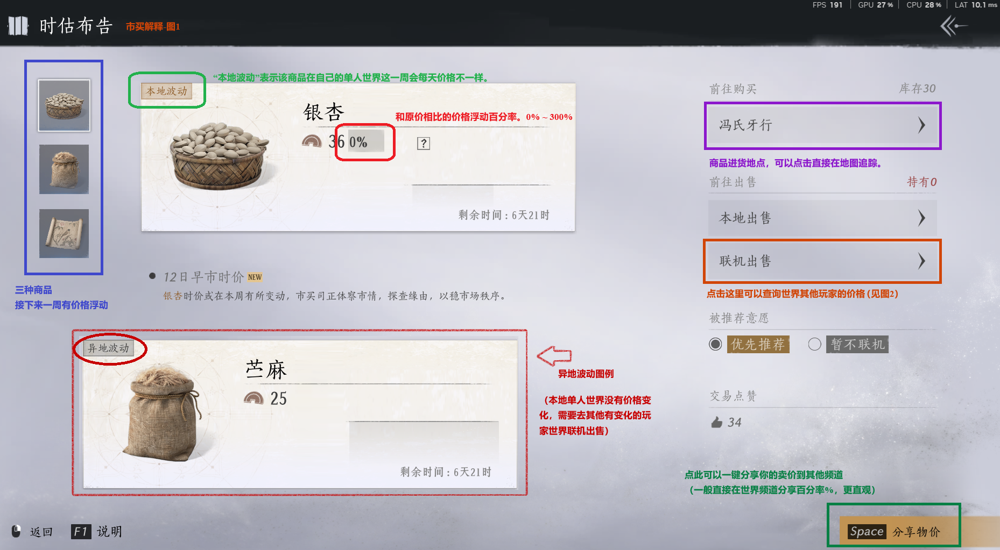 FPS 191 GPU 27% CPU 28% LAT 10.1ms
时估布告 市买解释-图1
“本地波动”表示该商品在自己的单人世界这一周会每天价格不一样。
本地波动
银杏
和原价相比的价格浮动百分率。0% ~ 300%
36 0% ?
剩余时间：6天21时
三种商品
接下来一周有价格浮动
12日早市时价 NEW
银杏时价或在本周有所变动，市买司正体察市情，探查缘由，以稳市场秩序。
异地波动
苎麻
25
剩余时间：6天21时
异地波动图例
（本地单人世界没有价格变
化，需要去其他有变化的玩
家世界联机出售）
前往购买 库存30
冯氏牙行
商品进货地点，可以点击直接在地图追踪。
前往出售 持有0
本地出售
联机出售
点击这里可以查询世界其他玩家的价格（见图2）
被推荐意愿
优先推荐 暂不联机
交易点赞
34
点此可以一键分享你的卖价到其他频道
（一般直接在世界频道分享百分率%，更直观）
返回 F1 说明
Space 分享物价